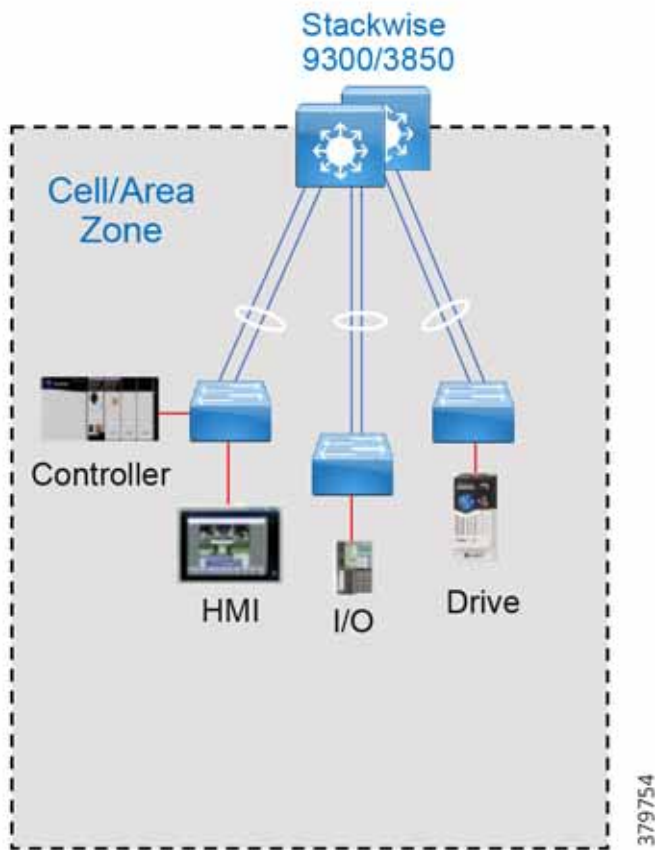 Stackwise
9300/3850
Cell/Area
Zone
Controller
HMI
I/O
Drive
379754